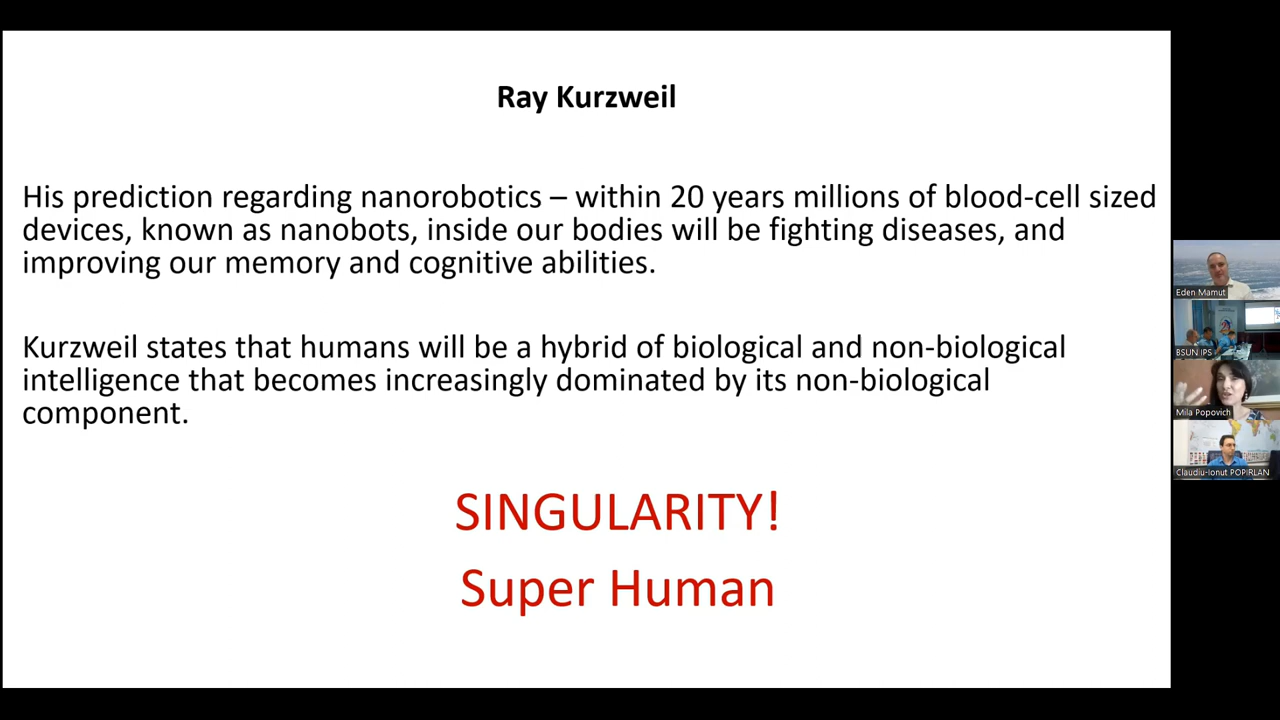 Ray Kurzweil
His prediction regarding nanorobotics – within 20 years millions of blood-cell sized
devices, known as nanobots, inside our bodies will be fighting diseases, and
improving our memory and cognitive abilities.
Kurzweil states that humans will be a hybrid of biological and non-biological
intelligence that becomes increasingly dominated by its non-biological
component.
SINGULARITY!
Super Human
Eden Mamut
BSUN IPS
Mila Popovich
Claudiu-Ionut POPIRLAN